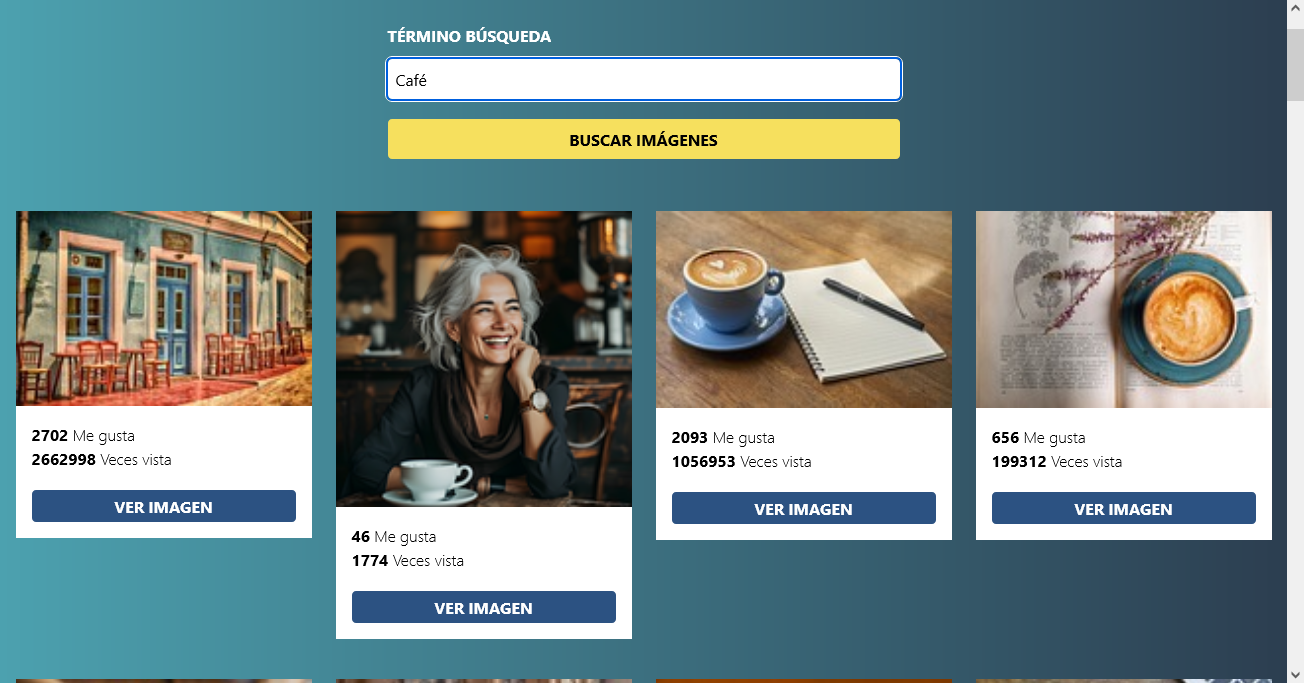 TÉRMINO BÚSQUEDA
Café
BUSCAR IMÁGENES
2702 Me gusta
2662998 Veces vista
VER IMAGEN
46 Me gusta
1774 Veces vista
VER IMAGEN
2093 Me gusta
1056953 Veces vista
VER IMAGEN
656 Me gusta
199312 Veces vista
VER IMAGEN